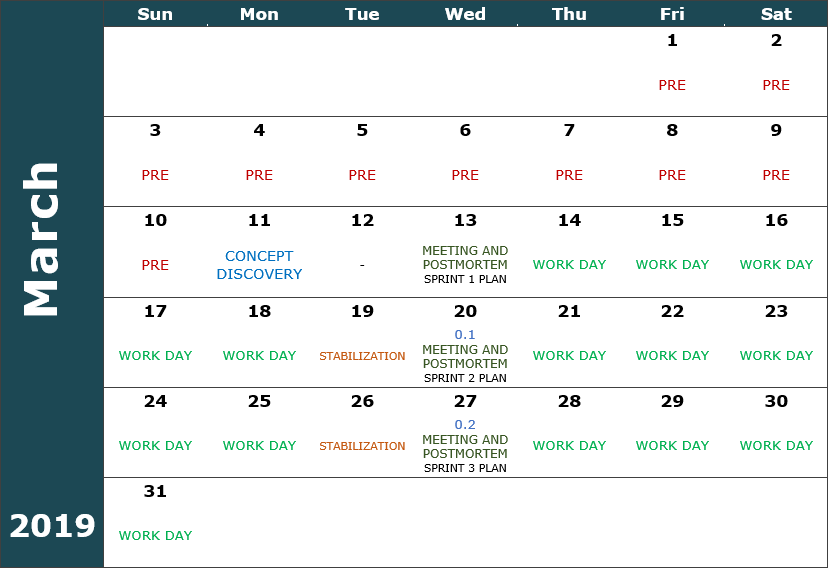 Sun Mon Tue Wed Thu Fri Sat
1 2
PRE PRE
3 4 5 6 7 8 9
PRE PRE PRE PRE PRE PRE PRE
March
10 11 12 13 14 15 16
PRE CONCEPT DISCOVERY - MEETING AND POSTMORTEM SPRINT 1 PLAN WORK DAY WORK DAY WORK DAY
17 18 19 20 21 22 23
WORK DAY WORK DAY STABILIZATION 0.1 MEETING AND POSTMORTEM SPRINT 2 PLAN WORK DAY WORK DAY WORK DAY
24 25 26 27 28 29 30
WORK DAY WORK DAY STABILIZATION 0.2 MEETING AND POSTMORTEM SPRINT 3 PLAN WORK DAY WORK DAY WORK DAY
31
2019
WORK DAY